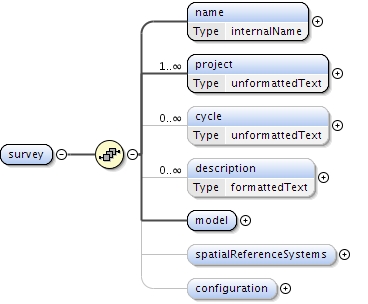 name
Type internalName
1..∞ project
Type unformattedText
0..∞ cycle
Type unformattedText
0..∞ description
Type formattedText
survey
model
spatialReferenceSystems
configuration